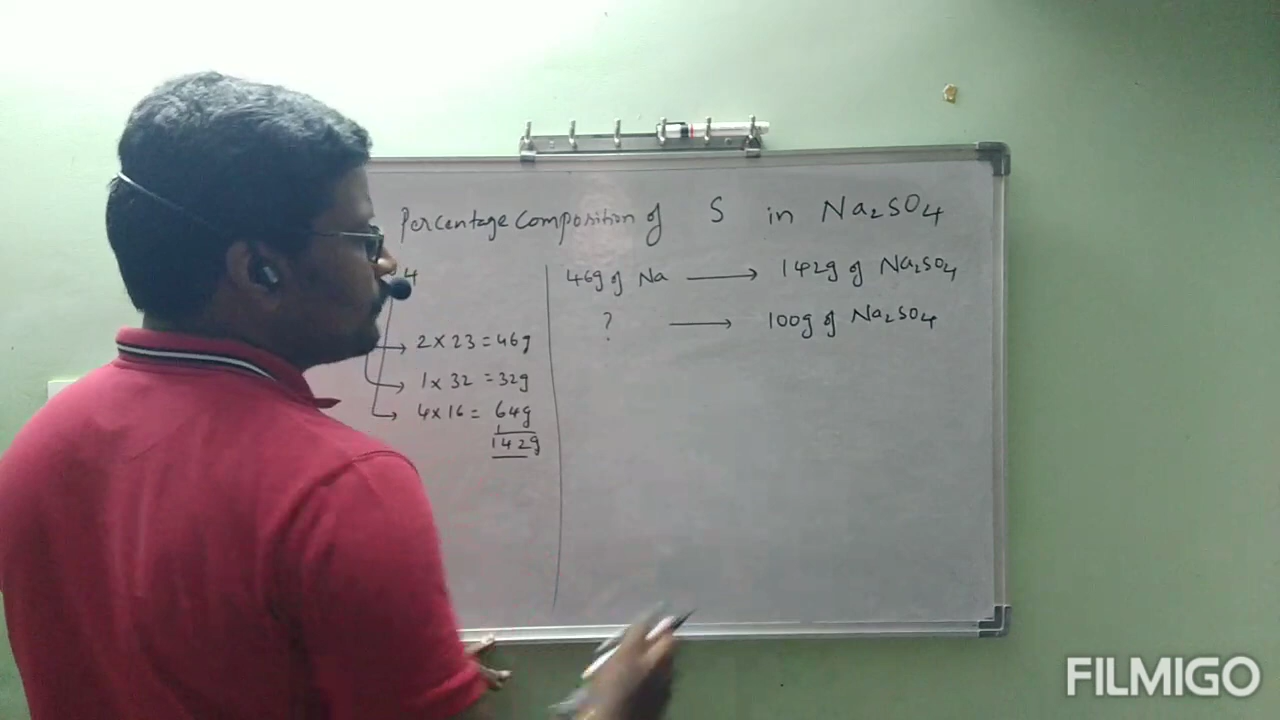 Percentage Composition of S in Na₂SO₄
4
2 × 23 = 46g
1 × 32 = 32g
4 × 16 = 64g
142g
46g of Na → 142g of Na₂SO₄
? → 100g of Na₂SO₄
FILMIGO